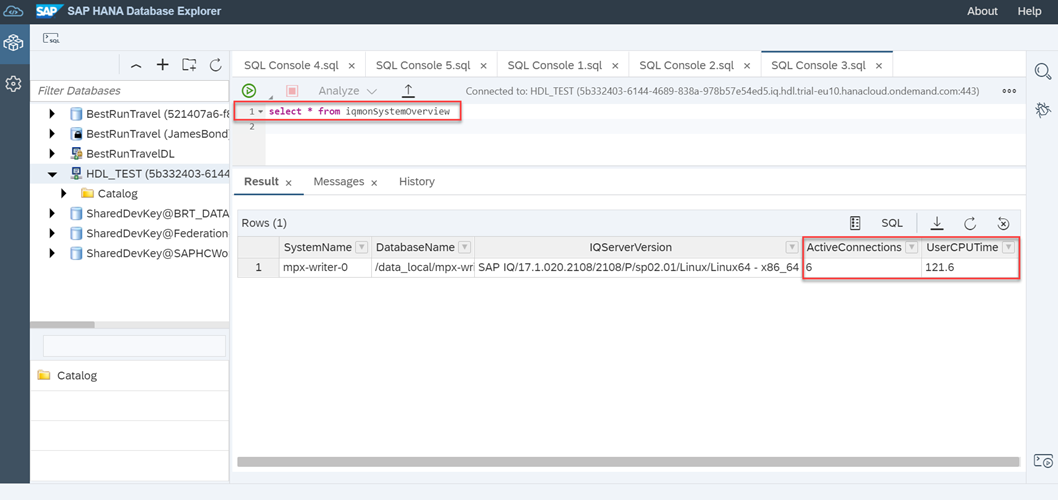 SAP SAP HANA Database Explorer About Help
SQL
SQL Console 4.sql × SQL Console 5.sql × SQL Console 1.sql × SQL Console 2.sql × SQL Console 3.sql ×
Filter Databases
Analyze Connected to: HDL_TEST (5b332403-6144-4689-838a-978b57e54ed5.iq.hdl.trial-eu10.hanacloud.ondemand.com:443)
BestRunTravel (521407a6-f8
BestRunTravel (JamesBond)
BestRunTravelDL
HDL_TEST (5b332403-6144
Catalog
SharedDevKey@BRT_DATA
SharedDevKey@Federation
SharedDevKey@SAPHCWo
1 select * from iqmonSystemOverview
2
Result × Messages × History
Rows (1) SQL
SystemName DatabaseName IQServerVersion ActiveConnections UserCPUTime
1 mpx-writer-0 /data_local/mpx-wri SAP IQ/17.1.020.2108/2108/P/sp02.01/Linux/Linux64 - x86_64 6 121.6
Catalog